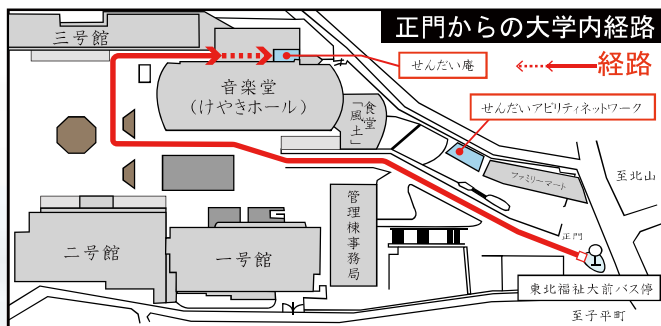 正門からの大学内経路
三号館
せんだい庵
経路
音楽堂
(けやきホール)
食堂
「風土」
せんだいアビリティネットワーク
ファミリーマート
至北山
管理棟事務局
正門
二号館
一号館
東北福祉大前バス停
至子平町